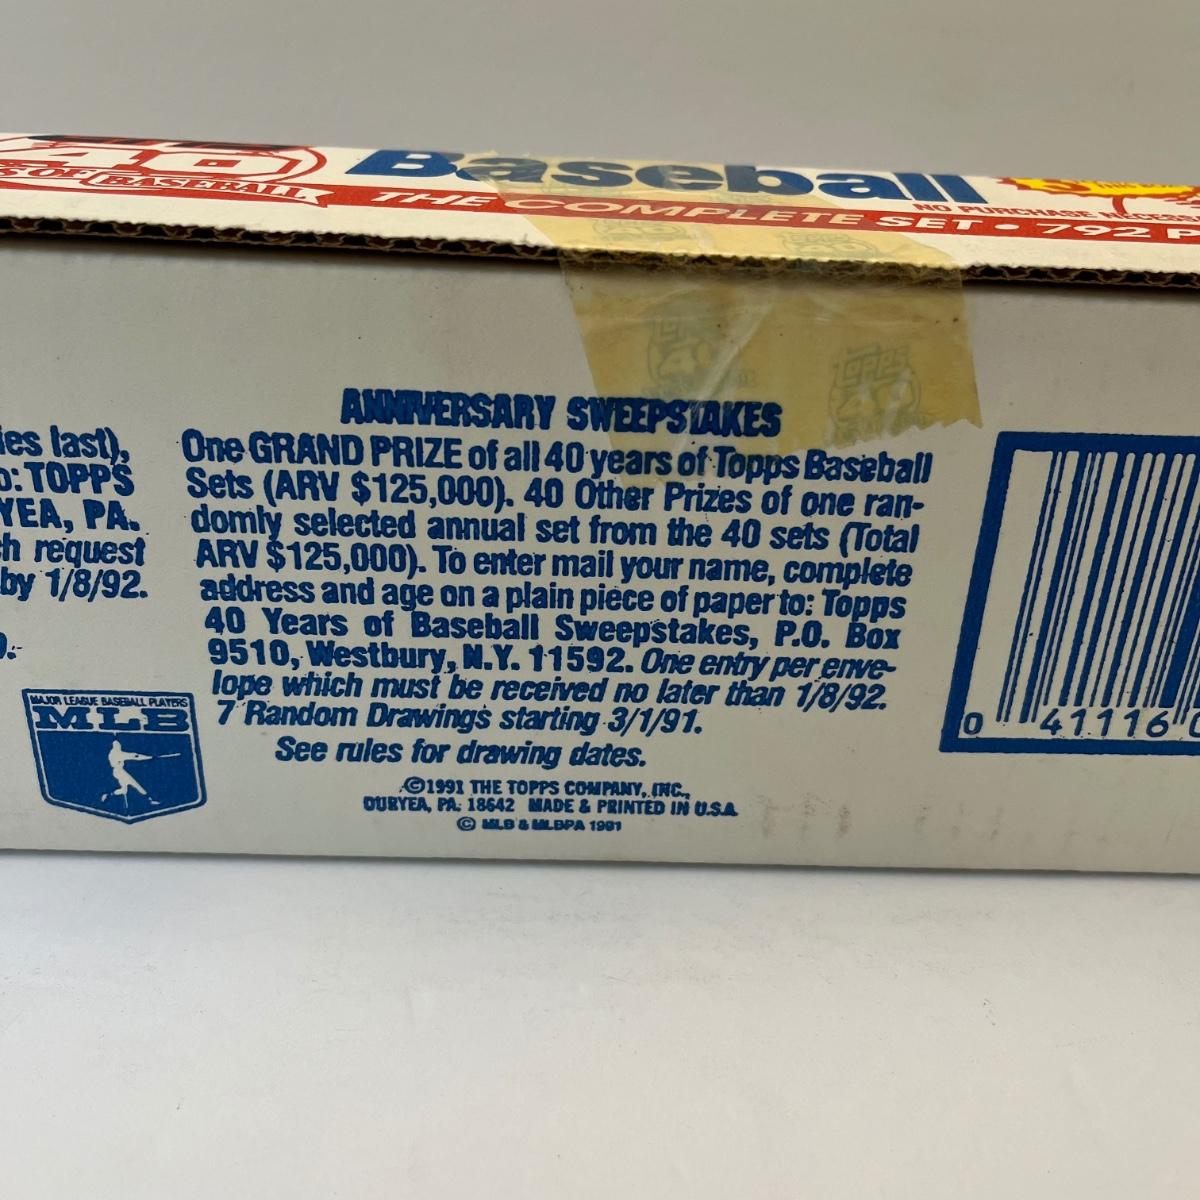 40
S OF BASEBALL
Baseball
NO PURCHASE NECESS
THE COMPLETE SET • 792 P
Topps
ies last),
o: TOPPS
YEA, PA.
ch request
by 1/8/92.
ANNIVERSARY SWEEPSTAKES
One GRAND PRIZE of all 40 years of Topps Baseball
Sets (ARV $125,000). 40 Other Prizes of one ran-
domly selected annual set from the 40 sets (Total
ARV $125,000). To enter mail your name, complete
address and age on a plain piece of paper to: Topps
40 Years of Baseball Sweepstakes, P.O. Box
9510, Westbury, N.Y. 11592. One entry per enve-
lope which must be received no later than 1/8/92.
7 Random Drawings starting 3/1/91.
See rules for drawing dates.
©1991 THE TOPPS COMPANY, INC.,
DURYEA, PA. 18642 MADE & PRINTED IN U.S.A.
© MLB & MLBPA 1991
MAJOR LEAGUE BASEBALL PLAYERS
MLB
0 41116